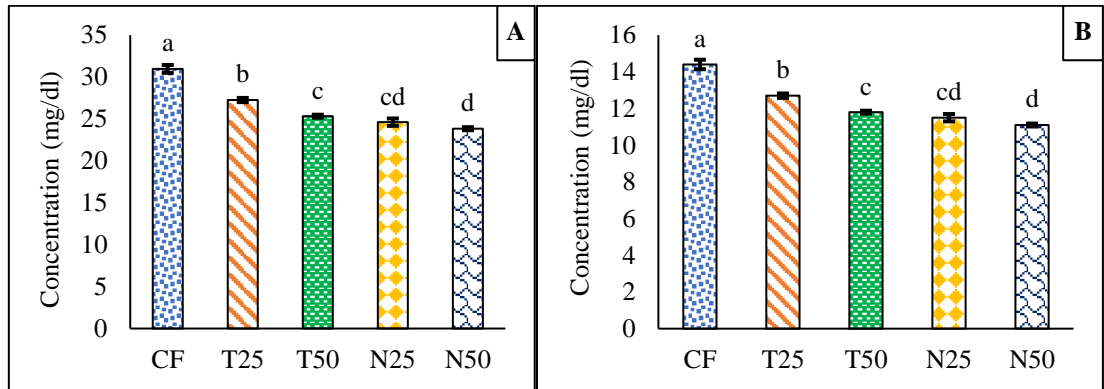 A
Concentration (mg/dl)
35
30
25
20
15
10
5
0
a
b
c
cd
d
CF T25 T50 N25 N50
B
Concentration (mg/dl)
16
14
12
10
8
6
4
2
0
a
b
c
cd
d
CF T25 T50 N25 N50